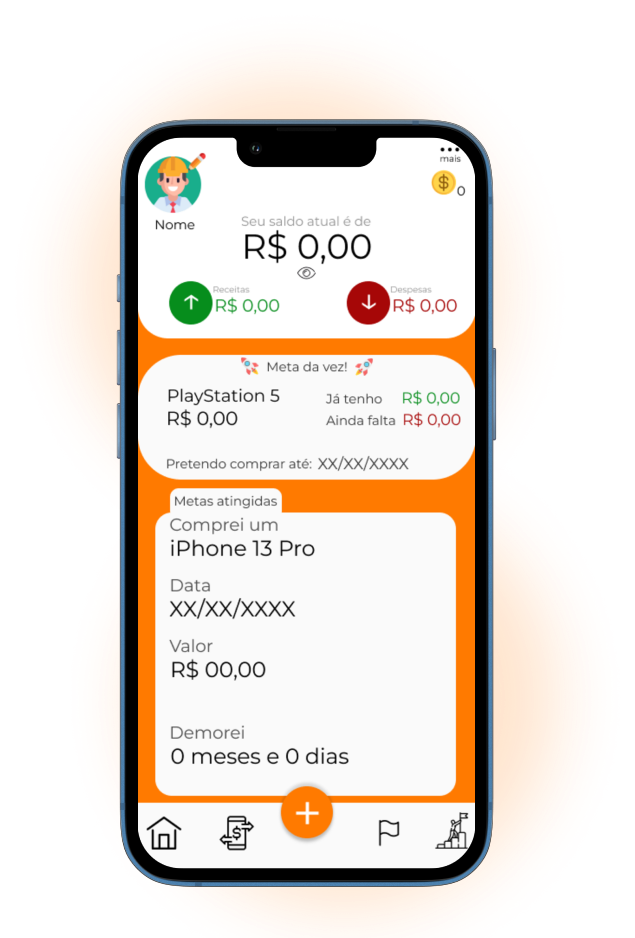 mais
0
Nome
Seu saldo atual é de
R$ 0,00
Receitas
R$ 0,00
Despesas
R$ 0,00
Meta da vez!
PlayStation 5
R$ 0,00
Já tenho R$ 0,00
Ainda falta R$ 0,00
Pretendo comprar até: XX/XX/XXXX
Metas atingidas
Comprei um
iPhone 13 Pro
Data
XX/XX/XXXX
Valor
R$ 00,00
Demorei
0 meses e 0 dias